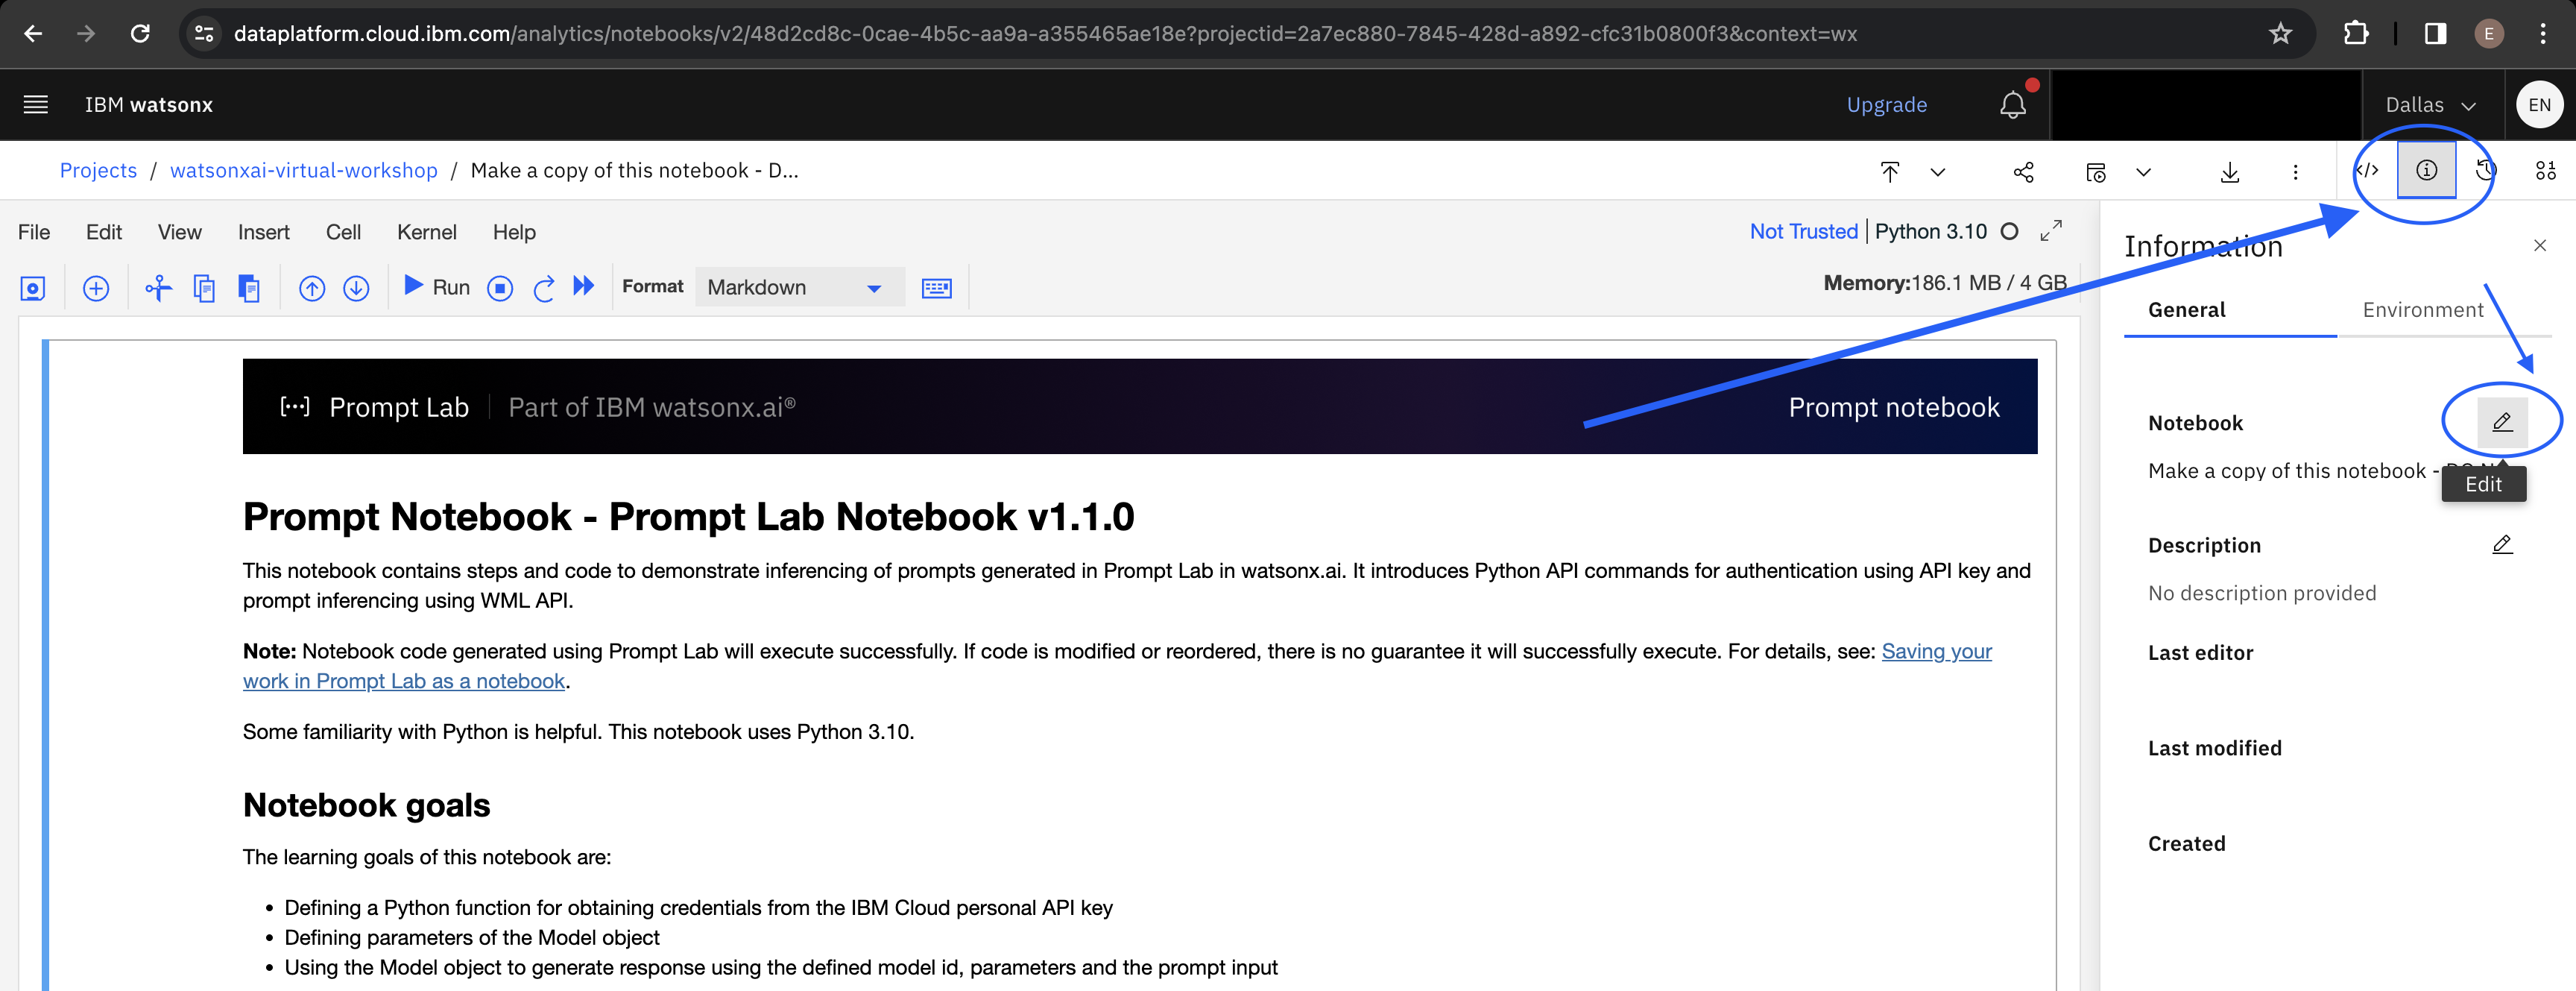 dataplatform.cloud.ibm.com/analytics/notebooks/v2/48d2cd8c-0cae-4b5c-aa9a-a355465ae18e?projectid=2a7ec880-7845-428d-a892-cfc31b0800f3&context=wx
E
IBM watsonx
Upgrade
Dallas
EN
Projects / watsonxai-virtual-workshop / Make a copy of this notebook - D...
File Edit View Insert Cell Kernel Help
Not Trusted | Python 3.10
Run
Format
Markdown
Memory:186.1 MB / 4 GB
[...] Prompt Lab | Part of IBM watsonx.ai®
Prompt notebook
Prompt Notebook - Prompt Lab Notebook v1.1.0
This notebook contains steps and code to demonstrate inferencing of prompts generated in Prompt Lab in watsonx.ai. It introduces Python API commands for authentication using API key and
prompt inferencing using WML API.
Note: Notebook code generated using Prompt Lab will execute successfully. If code is modified or reordered, there is no guarantee it will successfully execute. For details, see: Saving your
work in Prompt Lab as a notebook.
Some familiarity with Python is helpful. This notebook uses Python 3.10.
Notebook goals
The learning goals of this notebook are:
• Defining a Python function for obtaining credentials from the IBM Cloud personal API key
• Defining parameters of the Model object
• Using the Model object to generate response using the defined model id, parameters and the prompt input
Information
General
Environment
Notebook
Make a copy of this notebook -
Edit
Description
No description provided
Last editor
Last modified
Created